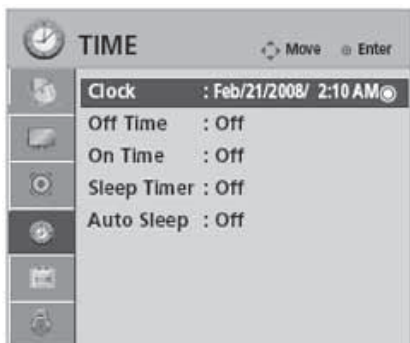 TIME Move Enter
Clock : Feb/21/2008/ 2:10 AM
Off Time : Off
On Time : Off
Sleep Timer : Off
Auto Sleep : Off